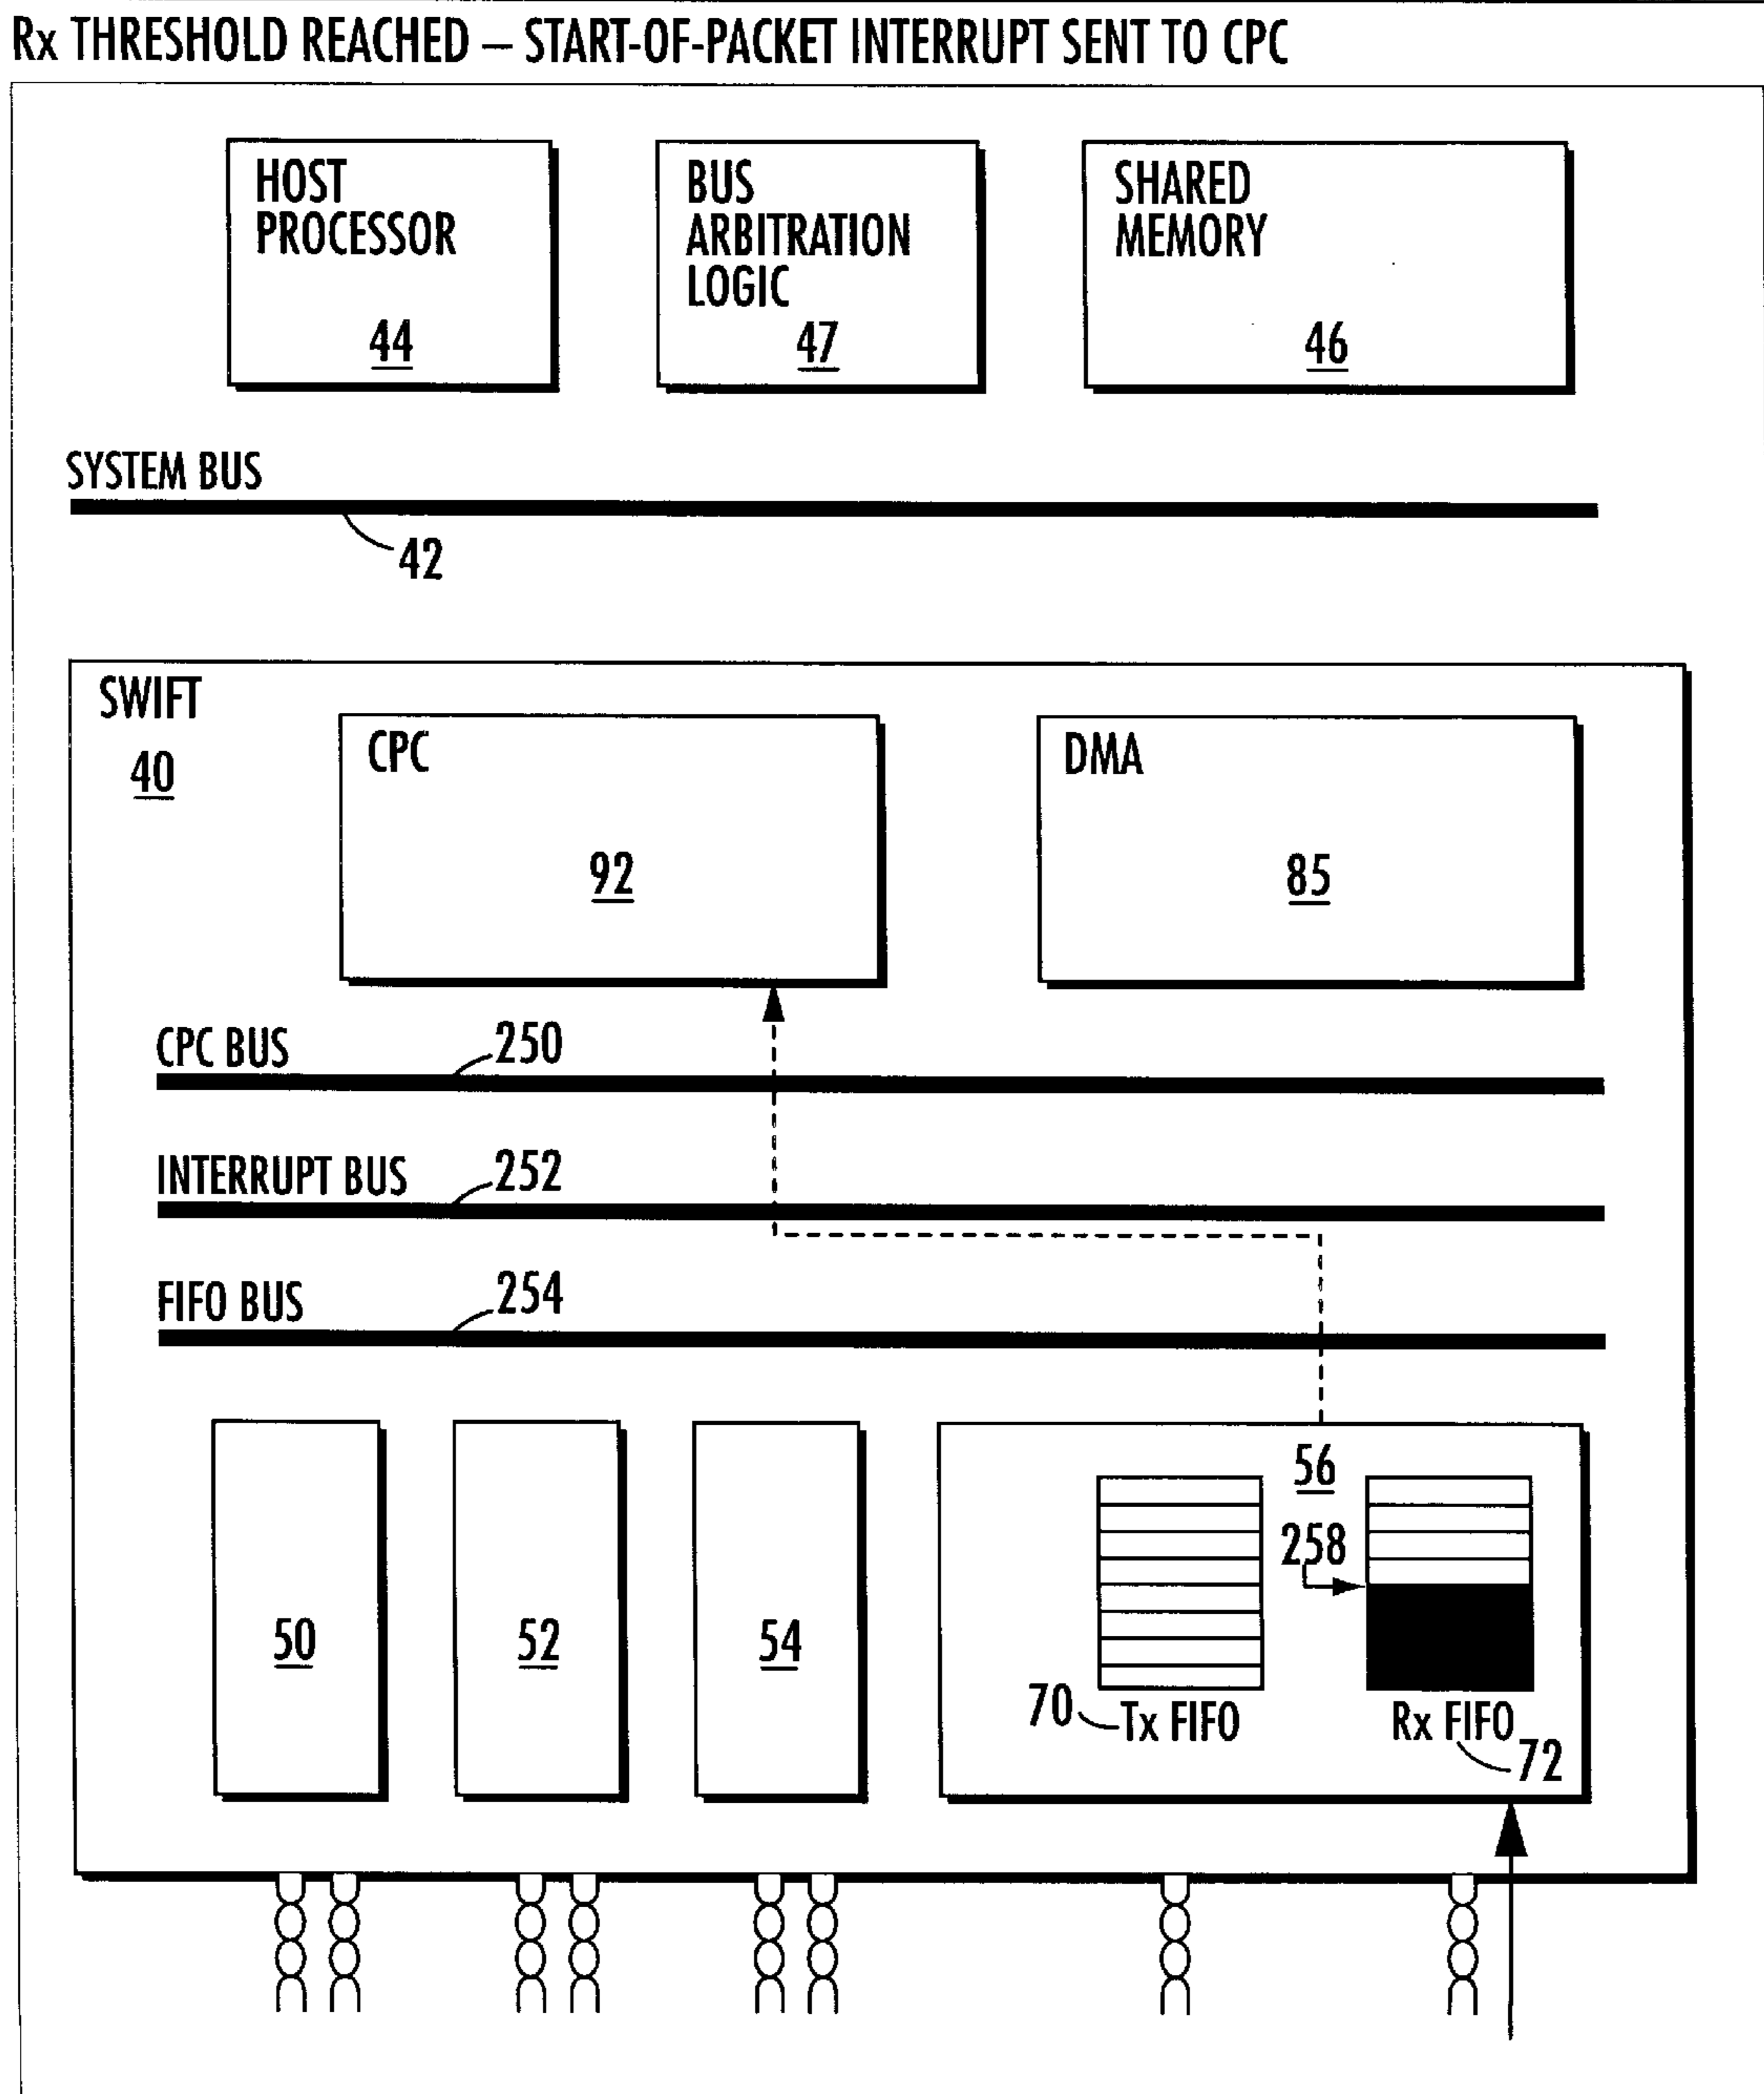 Rx THRESHOLD REACHED – START-OF-PACKET INTERRUPT SENT TO CPC
HOST
PROCESSOR
44
BUS
ARBITRATION
LOGIC
47
SHARED
MEMORY
46
SYSTEM BUS
42
SWIFT
40
CPC
92
DMA
85
CPC BUS
250
INTERRUPT BUS
252
FIFO BUS
254
50
52
54
56
258
70
Tx FIFO
Rx FIFO
72